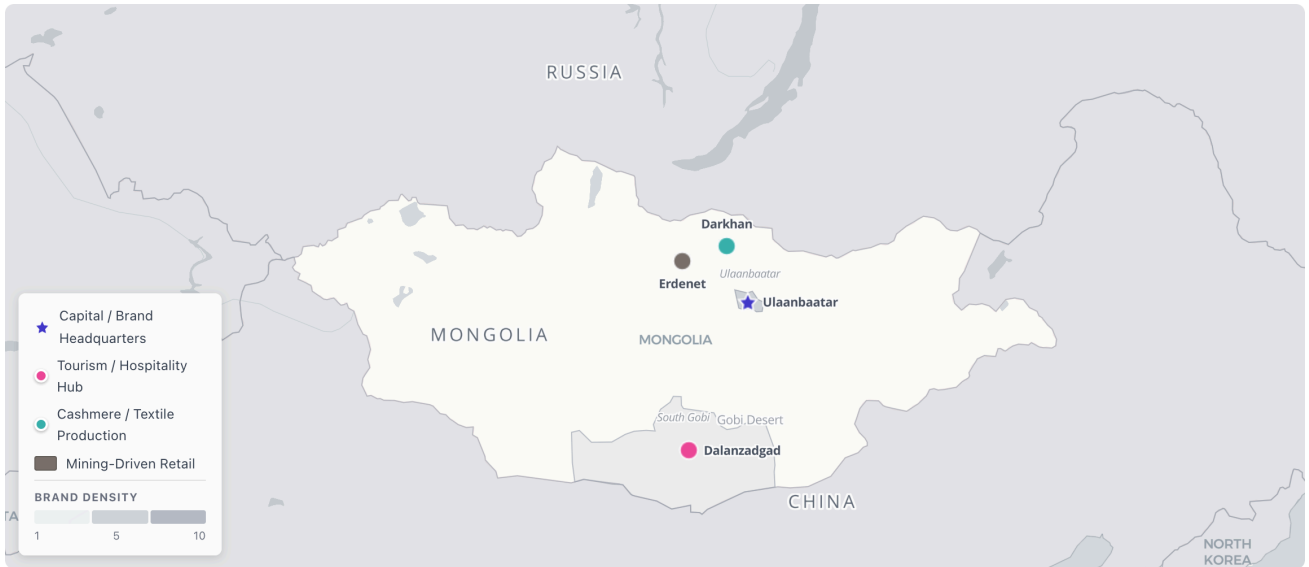 RUSSIA
Darkhan
Ulaanbaatar
Erdenet
Ulaanbaatar
MONGOLIA
MONGOLIA
South Gobi
Gobi Desert
Dalanzadgad
CHINA
NORTH
KOREA
TA
Capital / Brand
Headquarters
Tourism / Hospitality
Hub
Cashmere / Textile
Production
Mining-Driven Retail
BRAND DENSITY
1 5 10